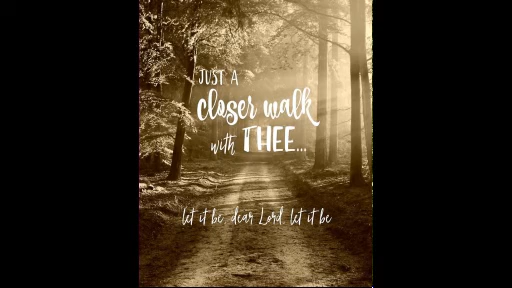 JUST A
closer walk
with THEE...
let it be, dear Lord, let it be